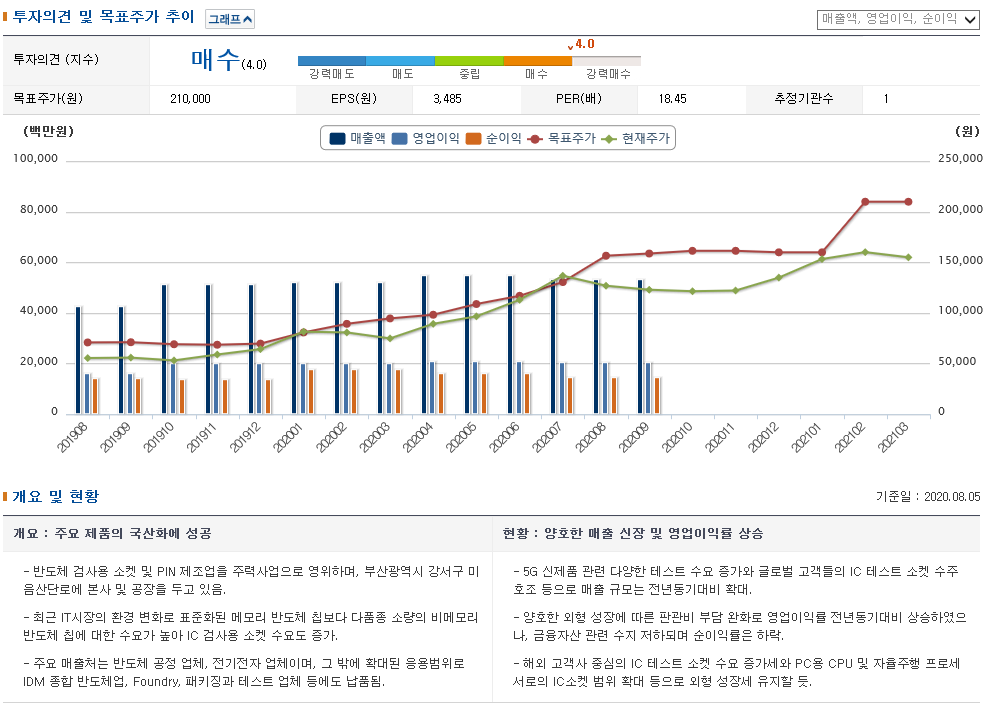 투자의견 및 목표주가 추이 그래프
매출액, 영업이익, 순이익
투자의견 (지수) 매수(4.0) 4.0
강력매도 매도 중립 매수 강력매수
목표주가(원) 210,000 EPS(원) 3,485 PER(배) 18.45 추정기관수 1
(백만원) 매출액 영업이익 순이익 목표주가 현재주가 (원)
100,000 250,000
80,000 200,000
60,000 150,000
40,000 100,000
20,000 50,000
0 0
201908 201909 201910 201911 201912 202001 202002 202003 202004 202005 202006 202007 202008 202009 202010 202011 202012 202101 202102 202103
개요 및 현황 기준일 : 2020.08.05
개요 : 주요 제품의 국산화에 성공
- 반도체 검사용 소켓 및 PIN 제조업을 주력사업으로 영위하며, 부산광역시 강서구 미
음산단로에 본사 및 공장을 두고 있음.
- 최근 IT시장의 환경 변화로 표준화된 메모리 반도체 칩보다 다품종 소량의 비메모리
반도체 칩에 대한 수요가 높아 IC 검사용 소켓 수요도 증가.
- 주요 매출처는 반도체 공정 업체, 전기전자 업체이며, 그 밖에 확대된 응용범위로
IDM 종합 반도체업, Foundry, 패키징과 테스트 업체 등에도 납품됨.
현황 : 양호한 매출 신장 및 영업이익률 상승
- 5G 신제품 관련 다양한 테스트 수요 증가와 글로벌 고객들의 IC 테스트 소켓 수주
호조 등으로 매출 규모는 전년동기대비 확대.
- 양호한 외형 성장에 따른 판관비 부담 완화로 영업이익률 전년동기대비 상승하였으
나, 금융자산 관련 수지 저하되며 순이익률은 하락.
- 해외 고객사 중심의 IC 테스트 소켓 수요 증가세와 PC용 CPU 및 자율주행 프로세
서로의 IC소켓 범위 확대 등으로 외형 성장세 유지할 듯.